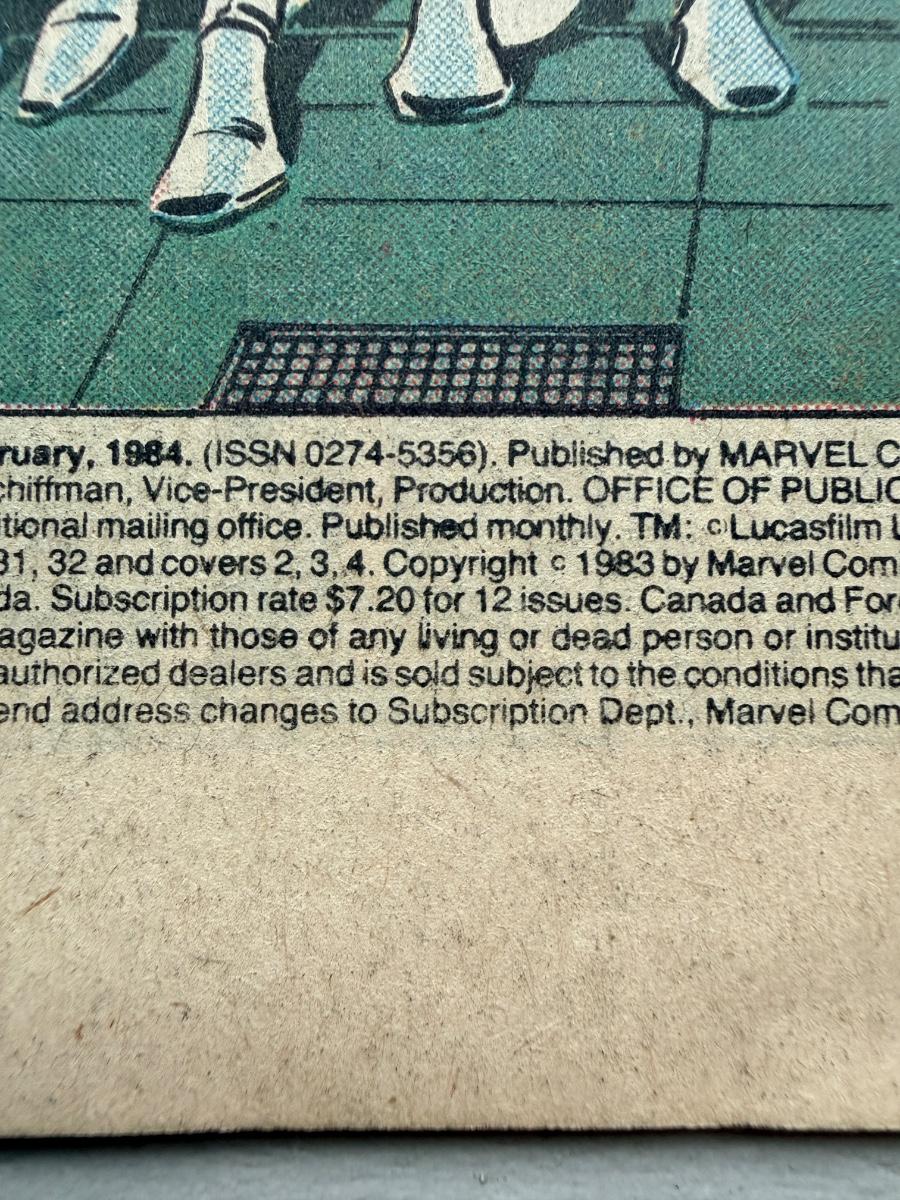 ruary, 1984. (ISSN 0274-5356). Published by MARVEL C
chiffman, Vice-President, Production. OFFICE OF PUBLIC
itional mailing office. Published monthly. TM: ©Lucasfilm L
31, 32 and covers 2, 3, 4. Copyright © 1983 by Marvel Com
da. Subscription rate $7.20 for 12 issues. Canada and For
agazine with those of any living or dead person or institu
authorized dealers and is sold subject to the conditions tha
end address changes to Subscription Dept., Marvel Com